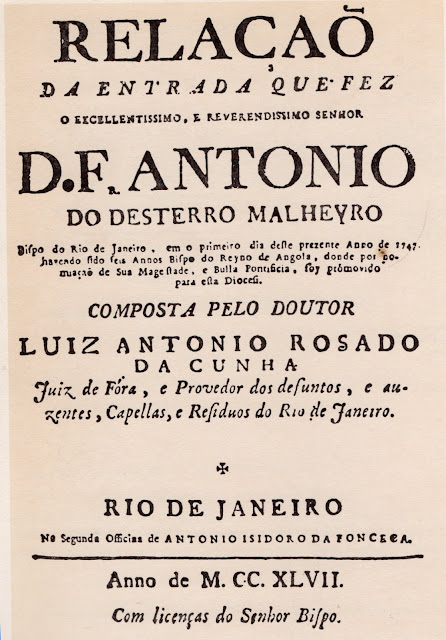 RELAÇAÕ
DA ENTRADA QUE FEZ
O EXCELLENTISSIMO, E REVERENDISSIMO SENHOR
D. F. ANTONIO
DO DESTERRO MALHEYRO
Biſpo do Rio de Janeiro, em o primeiro dia deſte prezente Anno de 1747.
havendo ſido ſeis Annos Biſpo do Reyno de Angola, donde por no-
maçaõ de Sua Mageſtade, e Bulla Pontificia, foy promovido
para eſta Dioceſi.
COMPOSTA PELO DOUTOR
LUIZ ANTONIO ROSADO
DA CUNHA
Juiz de Fóra, e Provedor dos defuntos, e au-
zentes, Capellas, e Reſiduos do Rio de Janeiro.
RIO DE JANEIRO
Na Segunda Officina de ANTONIO ISIDORO DA FONCECA.
Anno de M. CC. XLVII.
Com licenças do Senhor Biſpo.